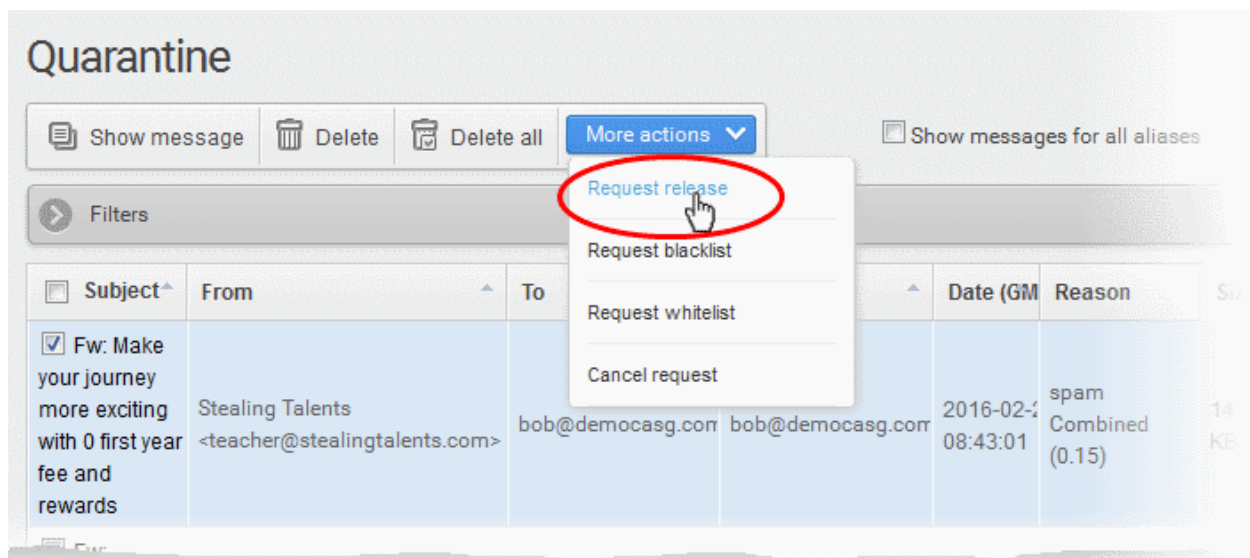 Quarantine
Show message Delete Delete all More actions Show messages for all aliases
Request release
Filters
Request blacklist
Request whitelist
Cancel request
Subject From To Date (GM Reason
Fw: Make
your journey
more exciting
with 0 first year
fee and
rewards
Stealing Talents
<teacher@stealingtalents.com>
bob@democasg.com bob@democasg.com
2016-02-2
08:43:01
spam
Combined
(0.15)
14
KB
Fw: